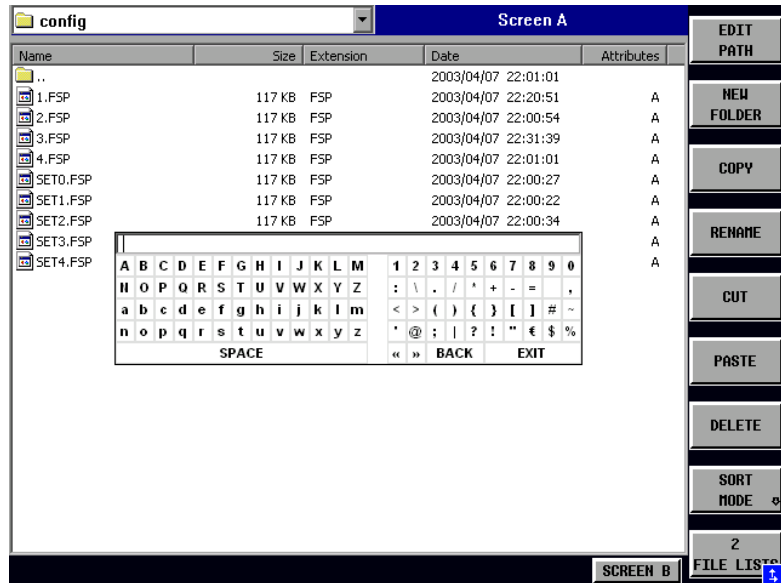 config
Screen A
Name Size Extension Date Attributes
.. 2003/04/07 22:01:01
1.FSP 117 KB FSP 2003/04/07 22:20:51 A
2.FSP 117 KB FSP 2003/04/07 22:00:54 A
3.FSP 117 KB FSP 2003/04/07 22:31:39 A
4.FSP 117 KB FSP 2003/04/07 22:01:01 A
SET0.FSP 117 KB FSP 2003/04/07 22:00:27 A
SET1.FSP 117 KB FSP 2003/04/07 22:00:22 A
SET2.FSP 117 KB FSP 2003/04/07 22:00:34 A
SET3.FSP A
SET4.FSP A
A B C D E F G H I J K L M 1 2 3 4 5 6 7 8 9 0
N O P Q R S T U V W X Y Z : \ . / * + - = ,
a b c d e f g h i j k l m < > ( ) { } [ ] # ~
n o p q r s t u v w x y z ' @ ; | ? ! " € $ %
SPACE « » BACK EXIT
EDIT
PATH
NEW
FOLDER
COPY
RENAME
CUT
PASTE
DELETE
SORT
MODE
2
FILE LISTS
SCREEN B